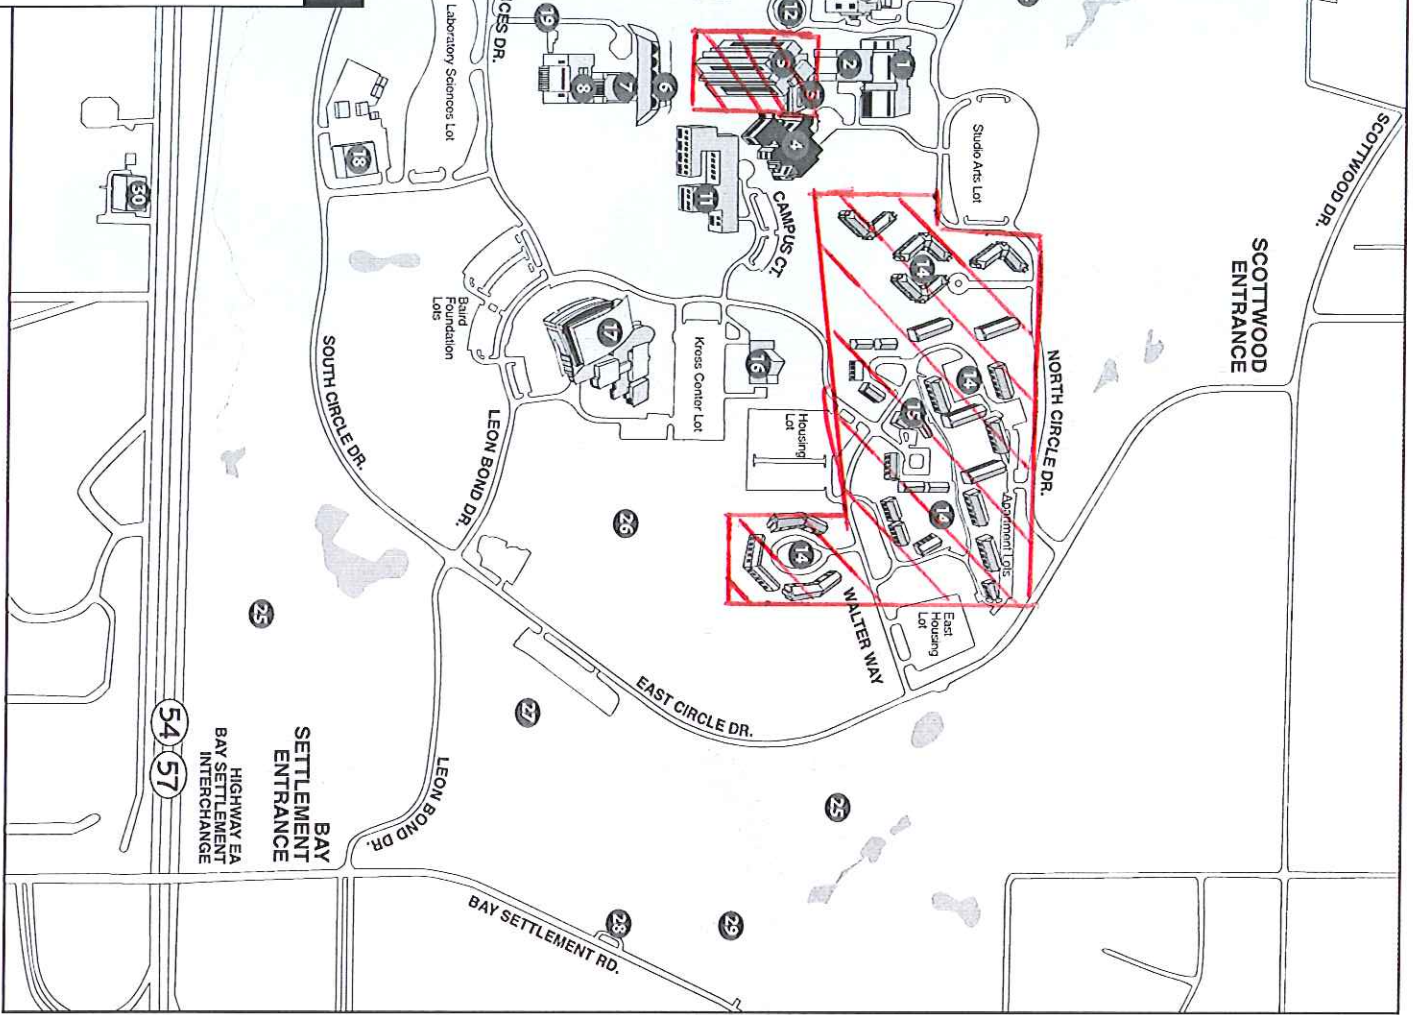 SCOTTWOOD DR.
SCOTTWOOD
ENTRANCE
NORTH CIRCLE DR.
Studio Arts Lot
Apartment Lots
East
Housing
Lot
WALTER WAY
Housing
Lot
Kress Center Lot
CAMPUS CT.
Baird
Foundation
Lots
Laboratory Sciences Lot
CES DR.
SOUTH CIRCLE DR.
LEON BOND DR.
EAST CIRCLE DR.
LEON BOND DR.
BAY
SETTLEMENT
ENTRANCE
HIGHWAY EA
BAY SETTLEMENT
INTERCHANGE
BAY SETTLEMENT RD.
54
57
1
2
3
4
5
6
7
8
11
12
14
14
14
14
15
16
17
18
19
25
25
26
27
28
29
30